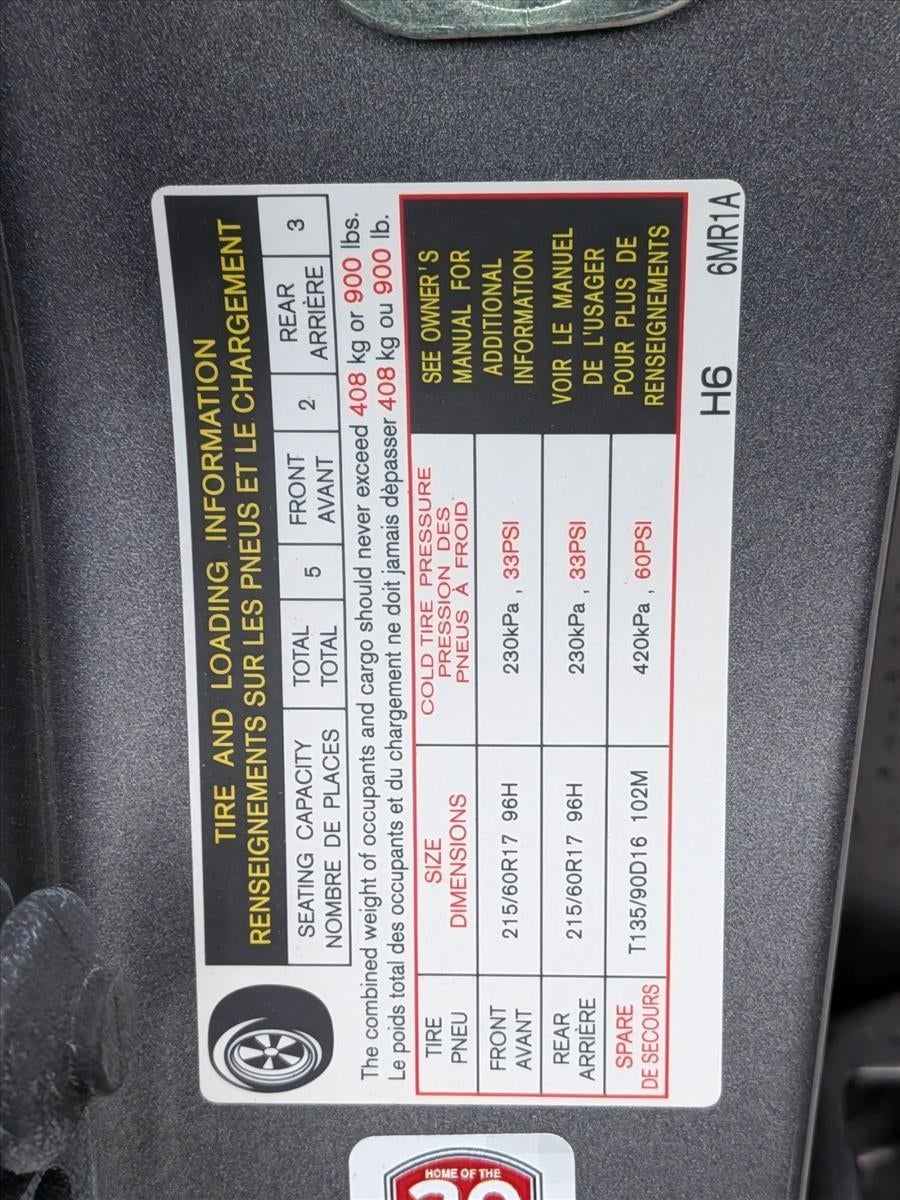 TIRE AND LOADING INFORMATION
RENSEIGNEMENTS SUR LES PNEUS ET LE CHARGEMENT
SEATING CAPACITY
NOMBRE DE PLACES
TOTAL
TOTAL
5
FRONT
AVANT
2
REAR
ARRIÈRE
3
The combined weight of occupants and cargo should never exceed 408 kg or 900 lbs.
Le poids total des occupants et du chargement ne doit jamais dèpasser 408 kg ou 900 lb.
TIRE
PNEU
SIZE
DIMENSIONS
COLD TIRE PRESSURE
PRESSION DES
PNEUS À FROID
FRONT
AVANT
215/60R17 96H
230kPa , 33PSI
REAR
ARRIÈRE
215/60R17 96H
230kPa , 33PSI
SPARE
DE SECOURS
T135/90D16 102M
420kPa , 60PSI
SEE OWNER'S
MANUAL FOR
ADDITIONAL
INFORMATION
VOIR LE MANUEL
DE L'USAGER
POUR PLUS DE
RENSEIGNEMENTS
H6 6MR1A
HOME OF THE